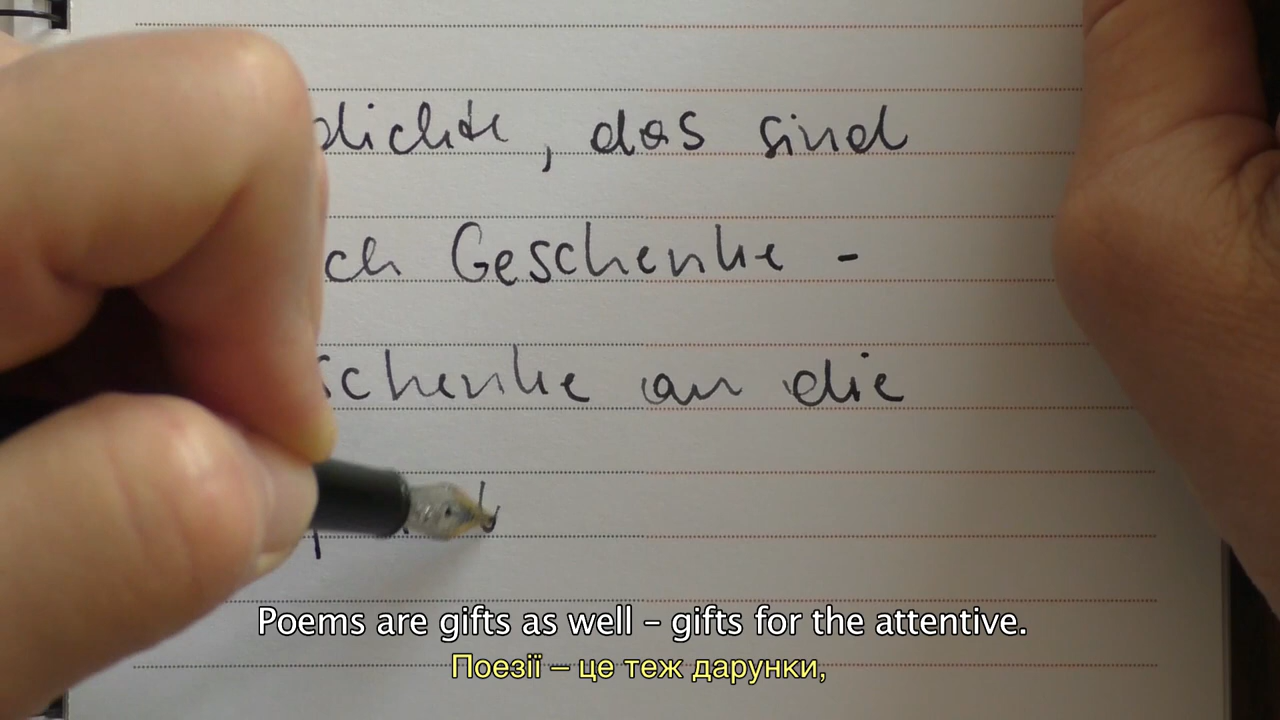 dichte, das sind
ch Geschenke -
schenke an die
Poems are gifts as well – gifts for the attentive.
Поезії – це теж дарунки,